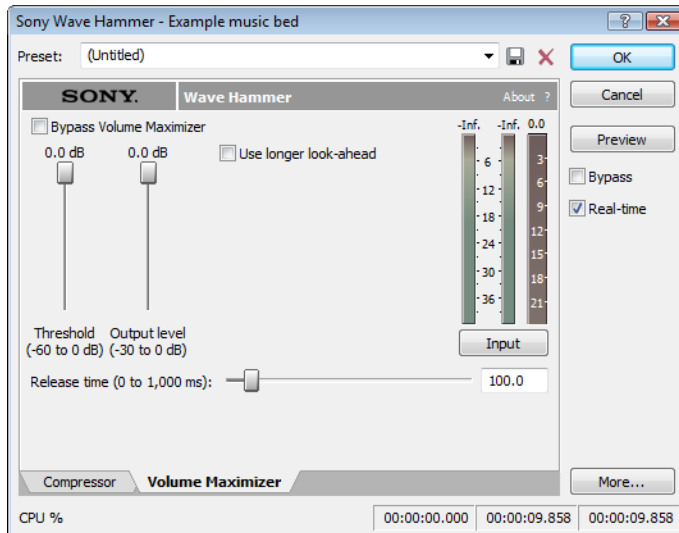 Sony Wave Hammer - Example music bed
Preset: (Untitled)
OK
SONY. Wave Hammer About ?
Cancel
Bypass Volume Maximizer
-Inf. -Inf. 0.0
Preview
0.0 dB 0.0 dB
Use longer look-ahead
6 3
12 6
18 9
24 12
30 15
36 18
21
Bypass
Real-time
Threshold Output level
(-60 to 0 dB) (-30 to 0 dB)
Input
Release time (0 to 1,000 ms): 100.0
Compressor Volume Maximizer
More...
CPU % 00:00:00.000 00:00:09.858 00:00:09.858